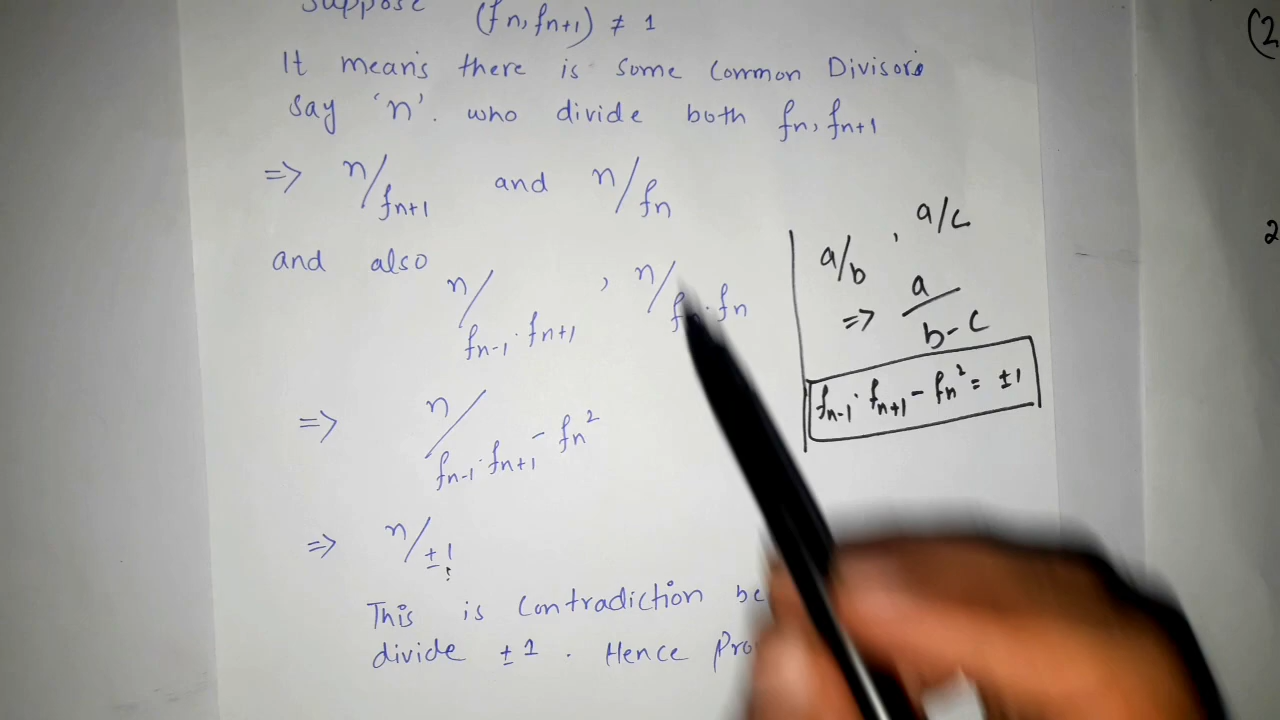 Suppose (fn, fn+1) ≠ 1
It means there is some Common Divisors
say 'n'. who divide both fn, fn+1
=> n/fn+1 and n/fn
and also n/fn-1·fn+1 , n/fn·fn
=> n/fn-1·fn+1 - fn²
=> n/±1
This is contradiction
divide ±1. Hence
a/b , a/c
=> a/b-c
fn-1·fn+1 - fn² = ±1
(2
2